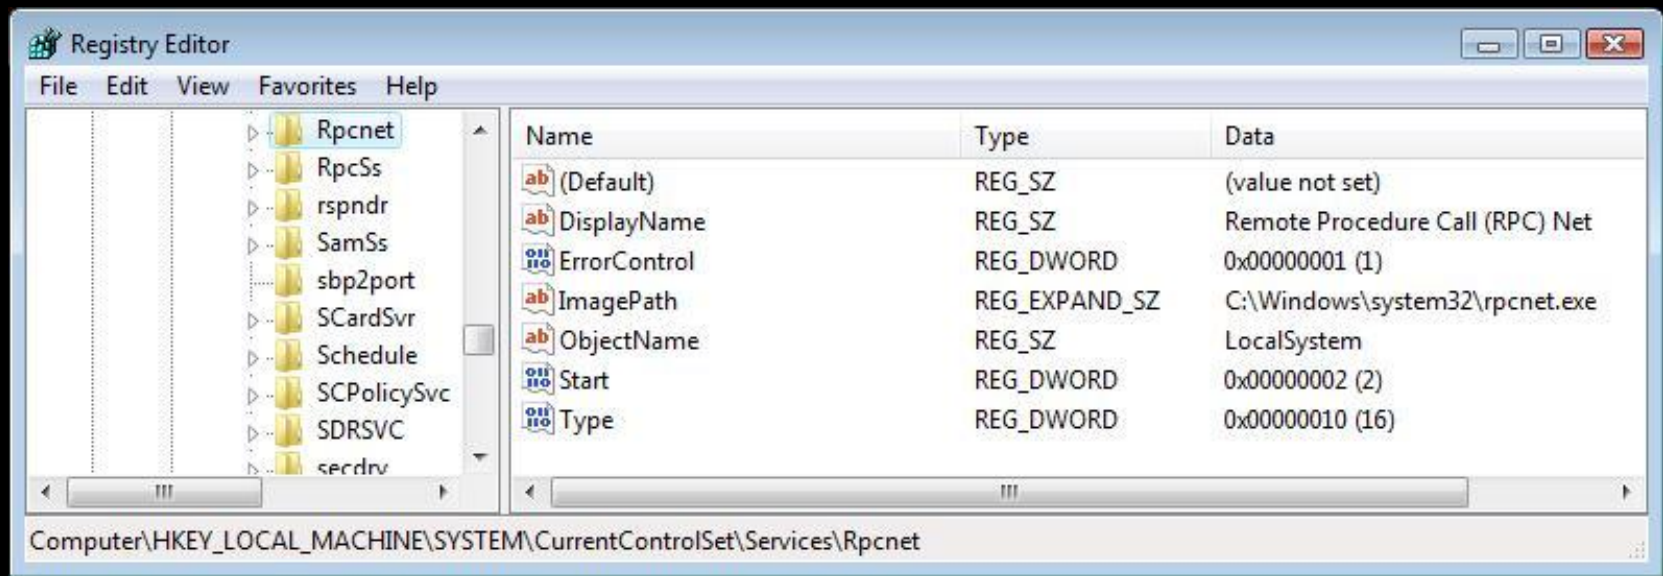 Registry Editor
File Edit View Favorites Help
Rpcnet
RpcSs
rspndr
SamSs
sbp2port
SCardSvr
Schedule
SCPolicySvc
SDRSVC
secdrv
Name Type Data
(Default) REG_SZ (value not set)
DisplayName REG_SZ Remote Procedure Call (RPC) Net
ErrorControl REG_DWORD 0x00000001 (1)
ImagePath REG_EXPAND_SZ C:\Windows\system32\rpcnet.exe
ObjectName REG_SZ LocalSystem
Start REG_DWORD 0x00000002 (2)
Type REG_DWORD 0x00000010 (16)
Computer\HKEY_LOCAL_MACHINE\SYSTEM\CurrentControlSet\Services\Rpcnet